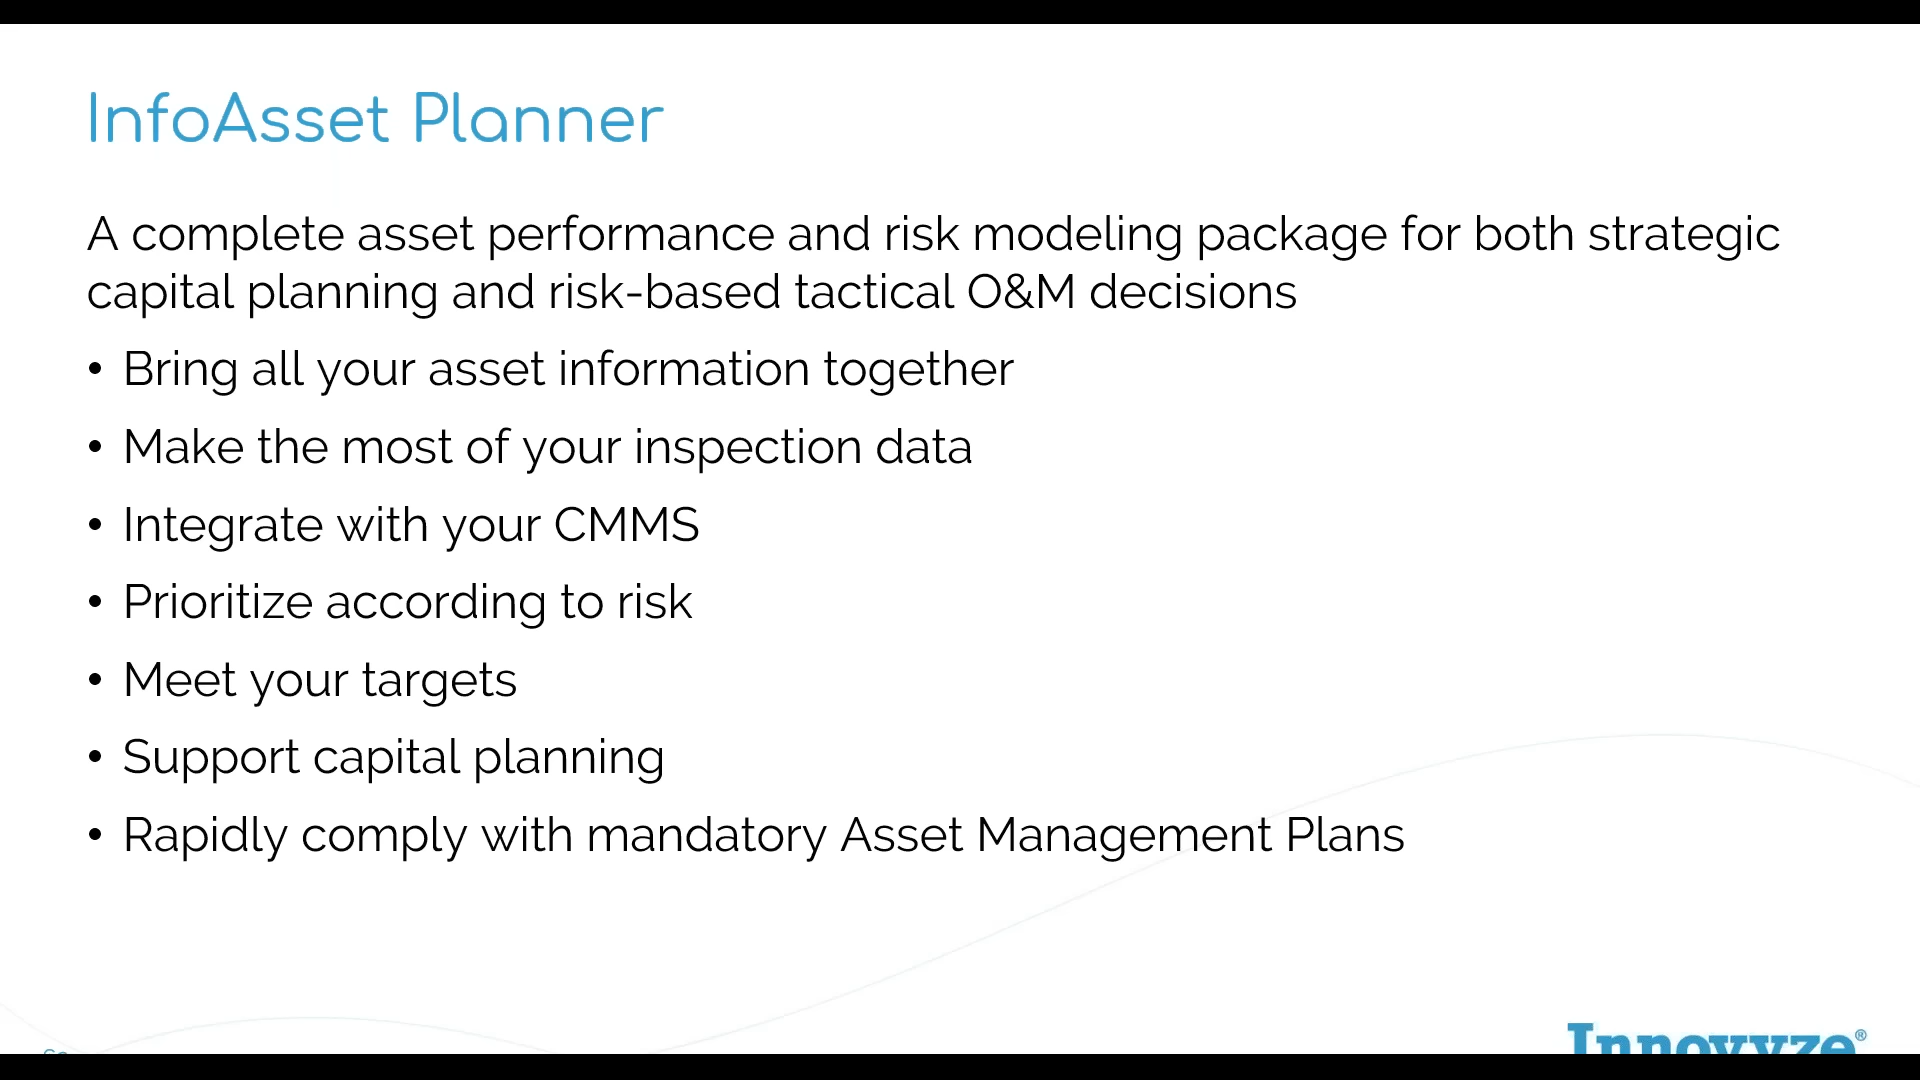 InfoAsset Planner
A complete asset performance and risk modeling package for both strategic
capital planning and risk-based tactical O&M decisions
• Bring all your asset information together
• Make the most of your inspection data
• Integrate with your CMMS
• Prioritize according to risk
• Meet your targets
• Support capital planning
• Rapidly comply with mandatory Asset Management Plans
Innovyze®